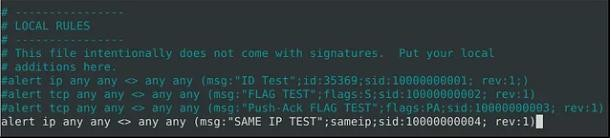 # ----------------
# LOCAL RULES
# ----------------
# This file intentionally does not come with signatures.  Put your local
# additions here.
#alert ip any any <> any any (msg:"ID Test";id:35369;sid:10000000001; rev:1;)
#alert tcp any any <> any any (msg:"FLAG TEST";flags:S;sid:10000000002; rev:1)
#alert tcp any any <> any any (msg:"Push-Ack FLAG TEST";flags:PA;sid:10000000003; rev:1)
alert ip any any <> any any (msg:"SAME IP TEST";sameip;sid:10000000004; rev:1)